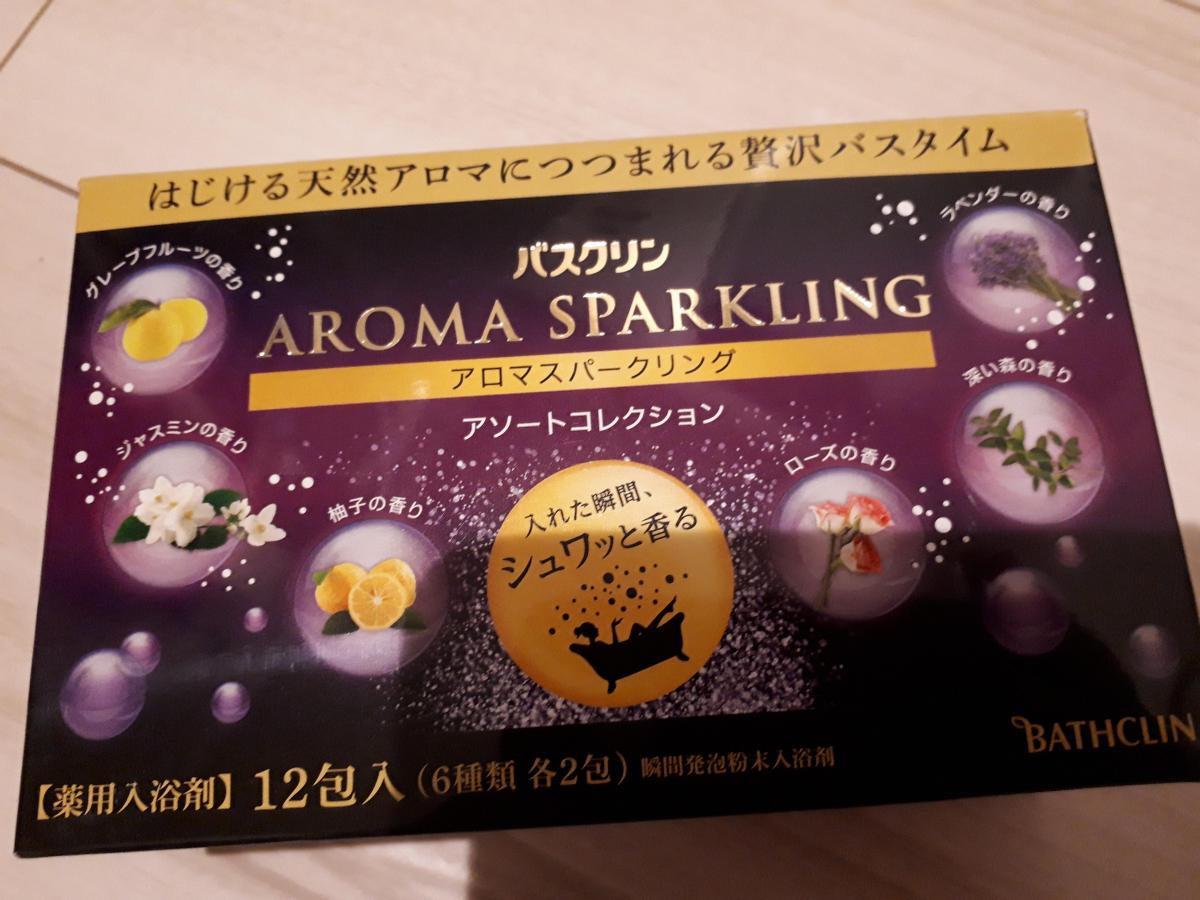 はじける天然アロマにつつまれる贅沢バスタイム
バスクリン
AROMA SPARKLING
アロマスパークリング
アソートコレクション
グレープフルーツの香り
ラベンダーの香り
ジャスミンの香り
深い森の香り
柚子の香り
ローズの香り
入れた瞬間、
シュワッと香る
BATHCLIN
【薬用入浴剤】12包入(6種類 各2包)瞬間発泡粉末入浴剤